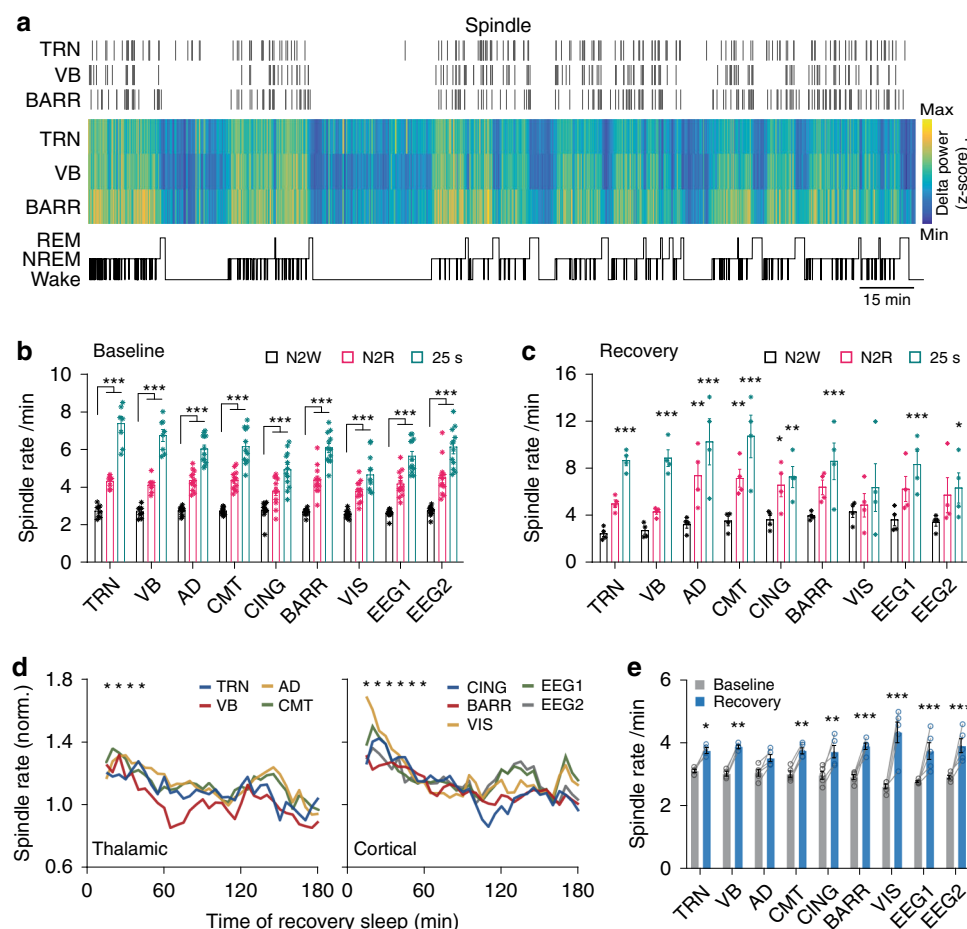 a
Spindle
TRN
VB
BARR
TRN
VB
BARR
Max
Delta power
(z-score).
Min
REM
NREM
Wake
15 min
b
Baseline
N2W
N2R
25 s
Spindle rate /min
10
8
6
4
2
0
***
***
***
***
***
***
***
***
***
TRN
VB
AD
CMT
CING
BARR
VIS
EEG1
EEG2
c
Recovery
N2W
N2R
25 s
Spindle rate /min
16
12
8
4
0
***
***
**
***
**
***
*
**
***
***
*
TRN
VB
AD
CMT
CING
BARR
VIS
EEG1
EEG2
d
Spindle rate (norm.)
1.8
1.4
1.0
0.6
* * * *
TRN
VB
AD
CMT
Thalamic
0
60
120
180
* * * * * *
CING
BARR
VIS
EEG1
EEG2
Cortical
0
60
120
180
Time of recovery sleep (min)
e
Baseline
Recovery
Spindle rate /min
6
4
2
0
*
**
**
**
***
***
***
***
TRN
VB
AD
CMT
CING
BARR
VIS
EEG1
EEG2